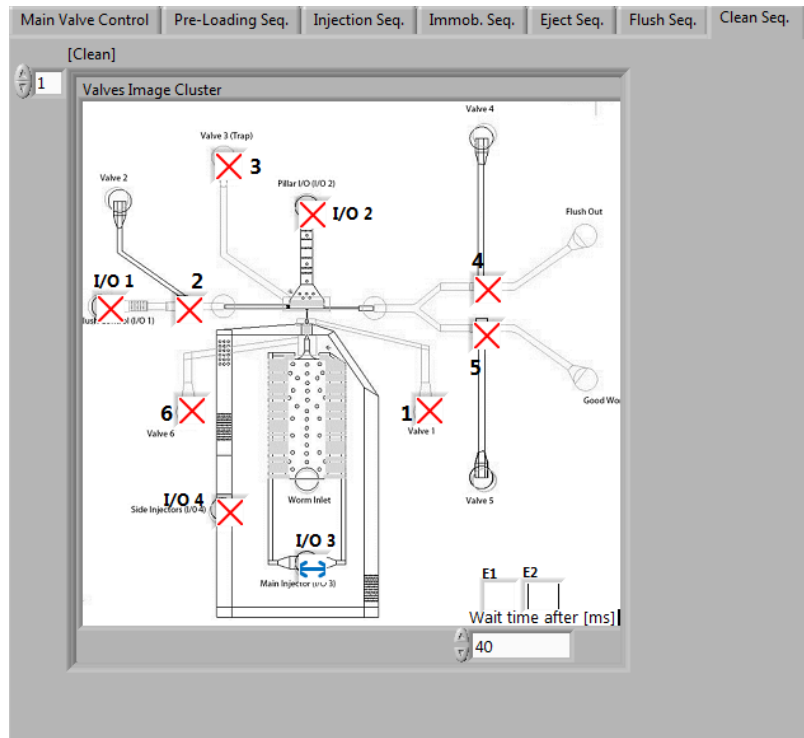 Main Valve Control Pre-Loading Seq. Injection Seq. Immob. Seq. Eject Seq. Flush Seq. Clean Seq.
[Clean]
1
Valves Image Cluster
Valve 4
Valve 3 (Trap)
3
Valve 2
Pillar I/O (I/O 2)
I/O 2
Flush Out
4
I/O 1
2
(I/O 1)
5
6
Valve 6
1
Valve 1
Good Wo
I/O 4
Side Injectors (I/O 4)
Worm Inlet
Valve 5
I/O 3
Main Injector (I/O 3)
E1 E2
Wait time after [ms]
40